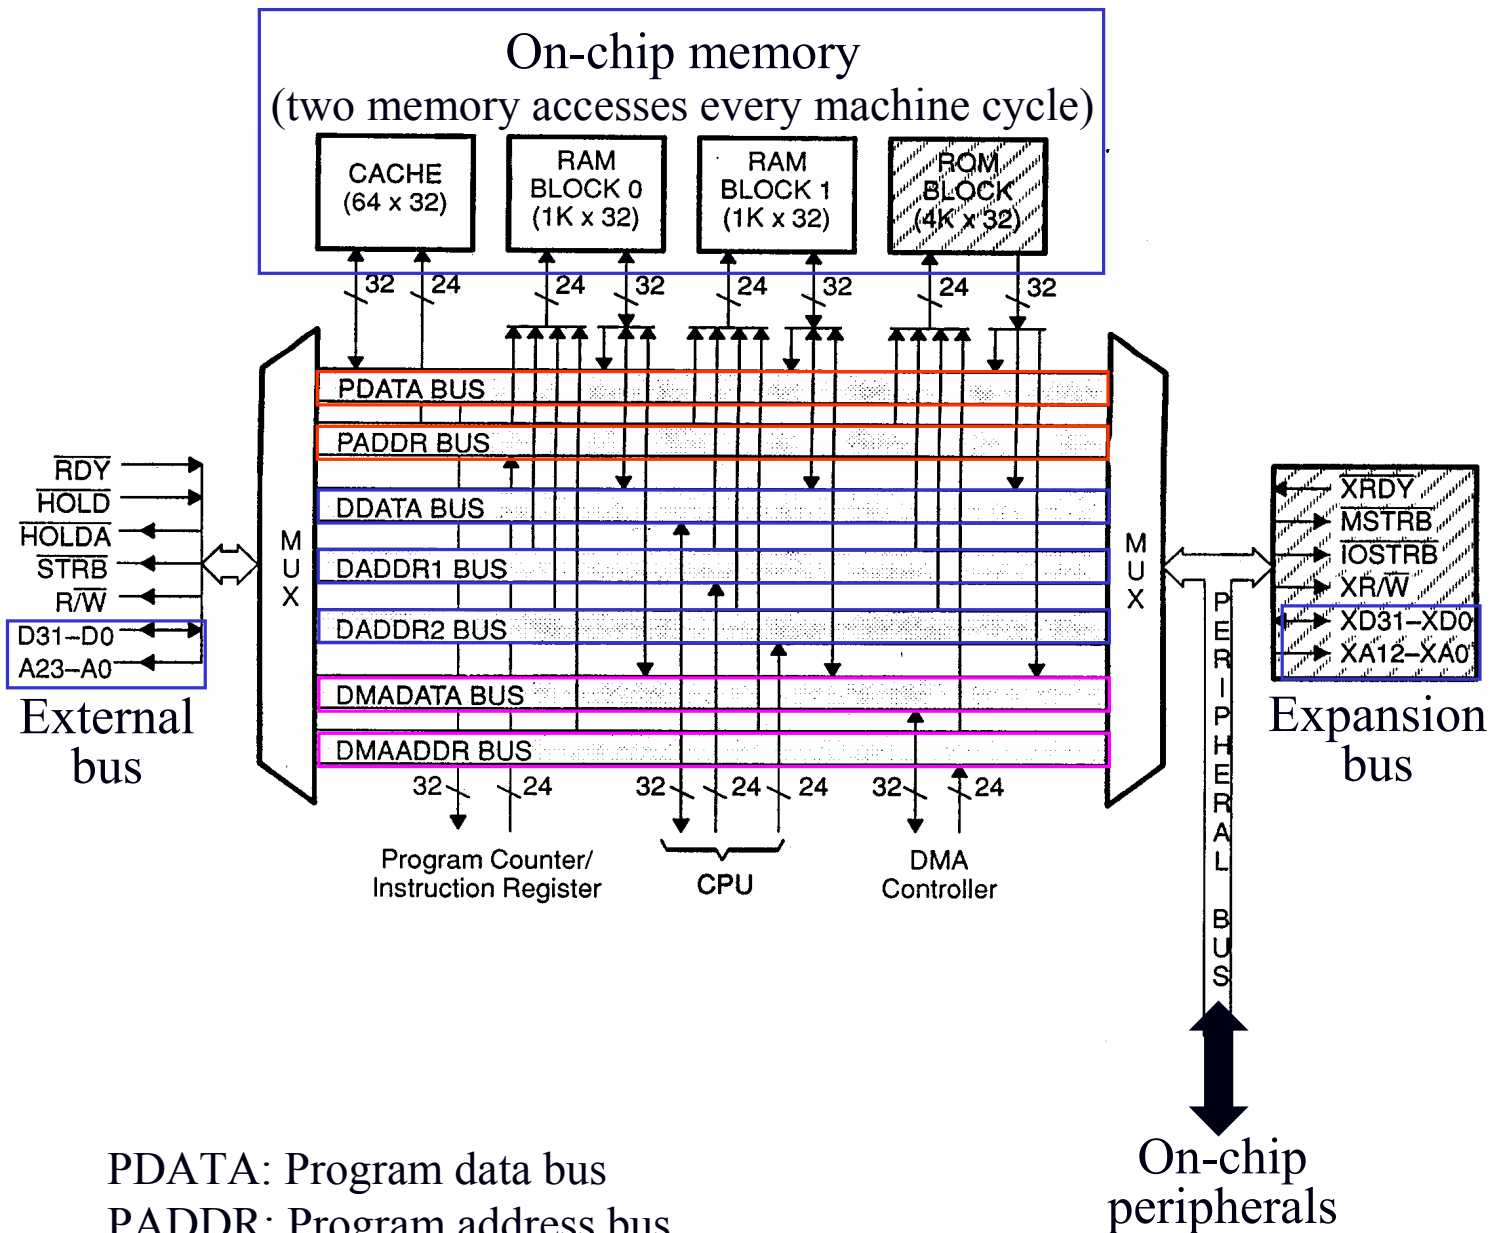 On-chip memory
(two memory accesses every machine cycle)
CACHE
(64 x 32)
RAM
BLOCK 0
(1K x 32)
RAM
BLOCK 1
(1K x 32)
ROM
BLOCK
(4K x 32)
32 24 24 32 24 32 24 32
PDATA BUS
PADDR BUS
DDATA BUS
DADDR1 BUS
DADDR2 BUS
DMADATA BUS
DMAADDR BUS
MUX
MUX
RDY
HOLD
HOLDA
STRB
R/W
D31–D0
A23–A0
External
bus
XRDY
MSTRB
IOSTRB
XR/W
XD31–XD0
XA12–XA0
Expansion
bus
PERIPHERAL BUS
32 24 32 24 24 32 24
Program Counter/
Instruction Register
CPU
DMA
Controller
On-chip
peripherals
PDATA: Program data bus
PADDR: Program address bus